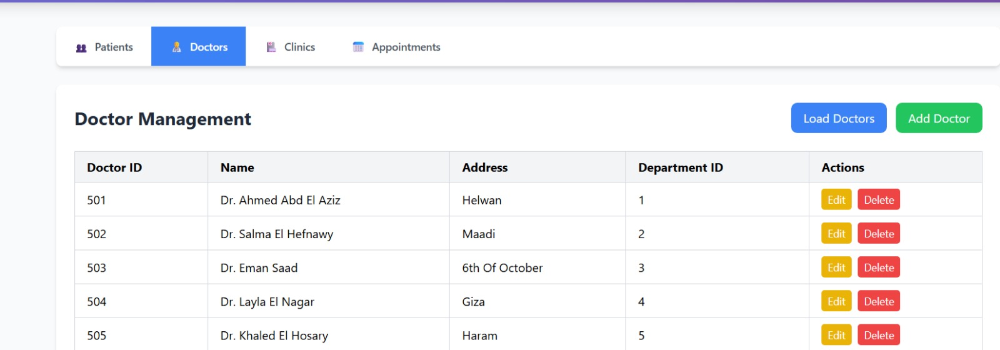 Patients Doctors Clinics Appointments
Doctor Management Load Doctors Add Doctor
Doctor ID Name Address Department ID Actions
501 Dr. Ahmed Abd El Aziz Helwan 1 Edit Delete
502 Dr. Salma El Hefnawy Maadi 2 Edit Delete
503 Dr. Eman Saad 6th Of October 3 Edit Delete
504 Dr. Layla El Nagar Giza 4 Edit Delete
505 Dr. Khaled El Hosary Haram 5 Edit Delete